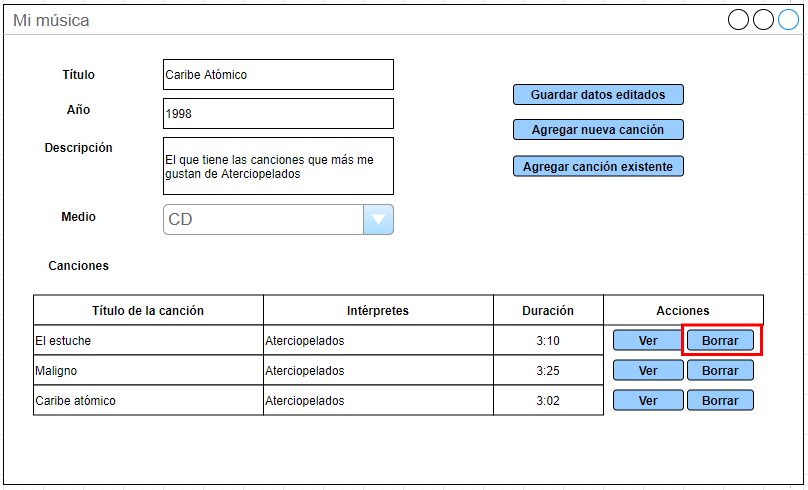 Mi música
Título
Caribe Atómico
Guardar datos editados
Año
1998
Agregar nueva canción
Descripción
El que tiene las canciones que más me
gustan de Aterciopelados
Agregar canción existente
Medio
CD
Canciones
Título de la canción Intérpretes Duración Acciones
El estuche Aterciopelados 3:10 Ver Borrar
Maligno Aterciopelados 3:25 Ver Borrar
Caribe atómico Aterciopelados 3:02 Ver Borrar